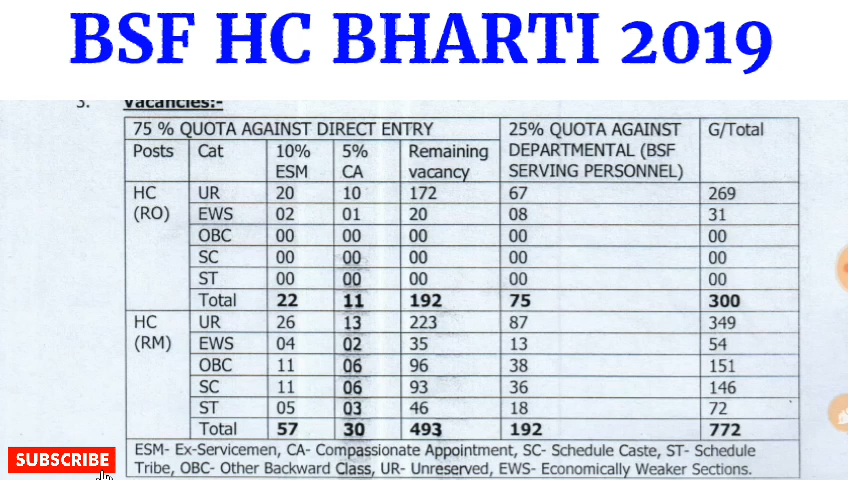 BSF HC BHARTI 2019
3. Vacancies:-
75 % QUOTA AGAINST DIRECT ENTRY 25% QUOTA AGAINST DEPARTMENTAL (BSF SERVING PERSONNEL) G/Total
Posts Cat 10% ESM 5% CA Remaining vacancy
HC (RO) UR 20 10 172 67 269
EWS 02 01 20 08 31
OBC 00 00 00 00 00
SC 00 00 00 00 00
ST 00 00 00 00 00
Total 22 11 192 75 300
HC (RM) UR 26 13 223 87 349
EWS 04 02 35 13 54
OBC 11 06 96 38 151
SC 11 06 93 36 146
ST 05 03 46 18 72
Total 57 30 493 192 772
ESM- Ex-Servicemen, CA- Compassionate Appointment, SC- Schedule Caste, ST- Schedule
Tribe, OBC- Other Backward Class, UR- Unreserved, EWS- Economically Weaker Sections.
SUBSCRIBE